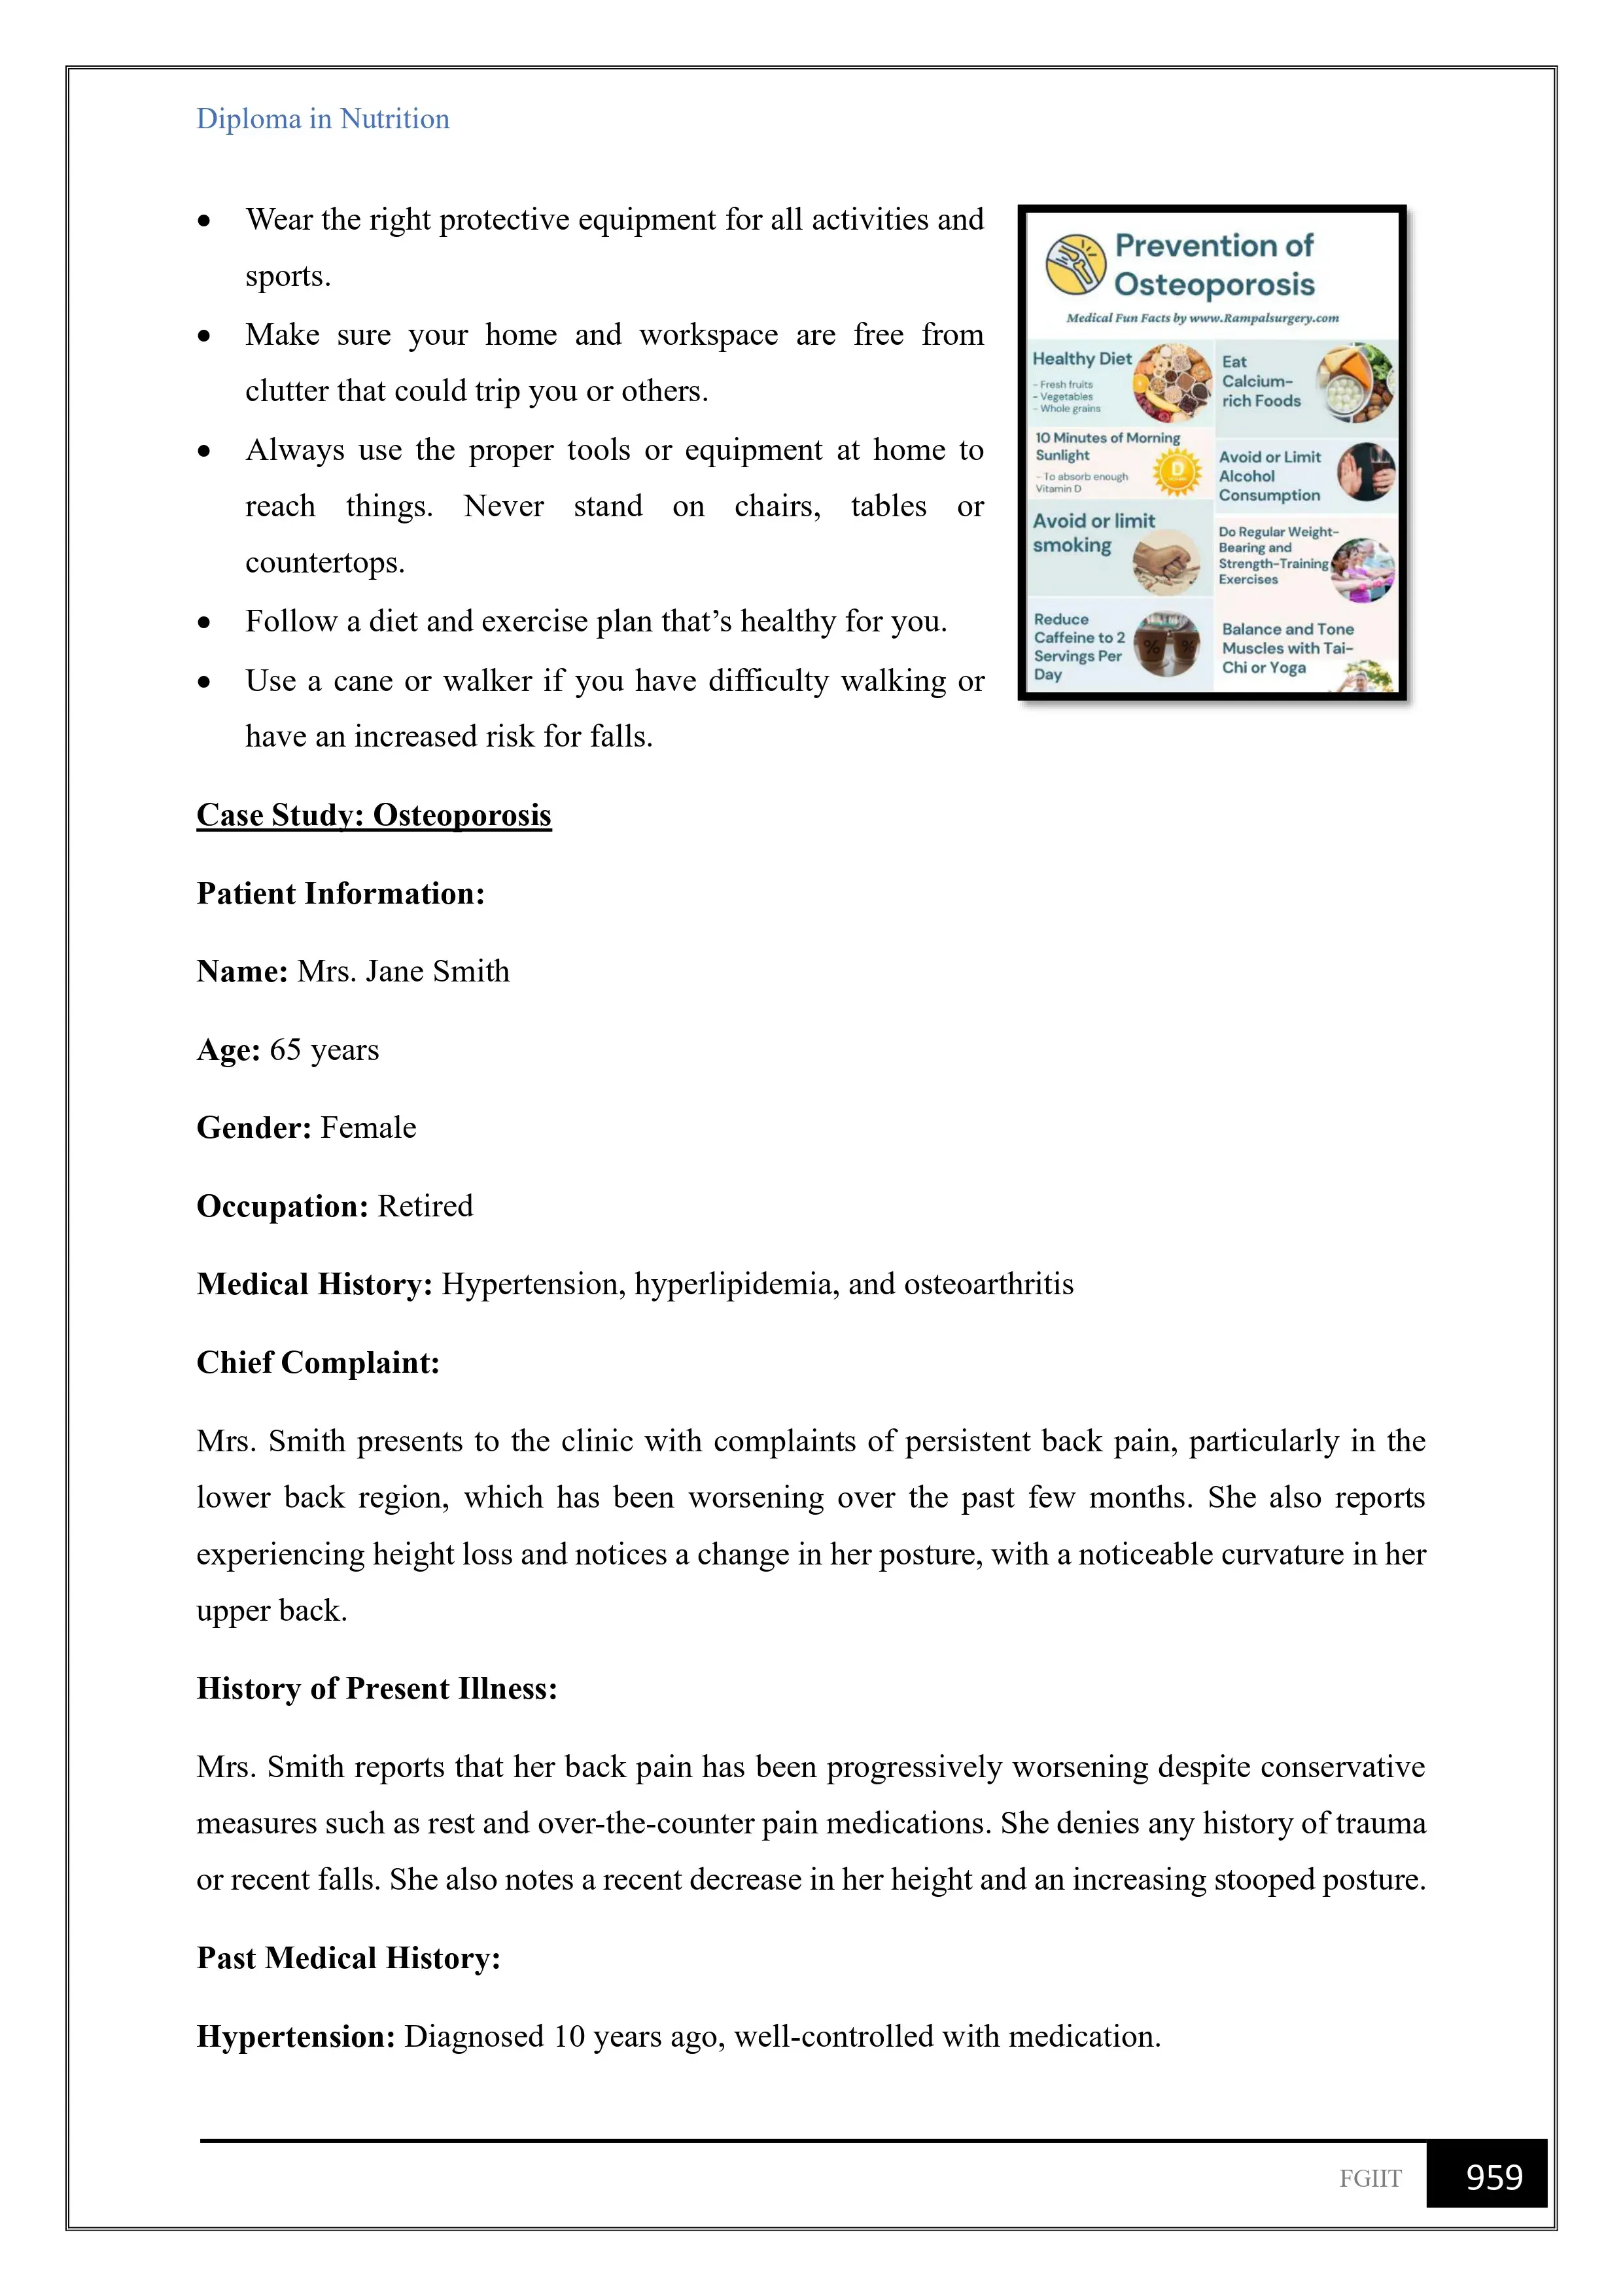 Diploma in Nutrition
• Wear the right protective equipment for all activities and
sports.
• Make sure your home and workspace are free from
clutter that could trip you or others.
• Always use the proper tools or equipment at home to
reach things. Never stand on chairs, tables or
countertops.
• Follow a diet and exercise plan that’s healthy for you.
• Use a cane or walker if you have difficulty walking or
have an increased risk for falls.
Prevention of
Osteoporosis
Medical Fun Facts by www.Rampalsurgery.com
Healthy Diet
- Fresh fruits
- Vegetables
- Whole grains
Eat
Calcium-
rich Foods
10 Minutes of Morning
Sunlight
- To absorb enough
Vitamin D
D
Avoid or Limit
Alcohol
Consumption
Avoid or limit
smoking
Do Regular Weight-
Bearing and
Strength-Training
Exercises
Reduce
Caffeine to 2
Servings Per
Day
Balance and Tone
Muscles with Tai-
Chi or Yoga
Case Study: Osteoporosis
Patient Information:
Name: Mrs. Jane Smith
Age: 65 years
Gender: Female
Occupation: Retired
Medical History: Hypertension, hyperlipidemia, and osteoarthritis
Chief Complaint:
Mrs. Smith presents to the clinic with complaints of persistent back pain, particularly in the
lower back region, which has been worsening over the past few months. She also reports
experiencing height loss and notices a change in her posture, with a noticeable curvature in her
upper back.
History of Present Illness:
Mrs. Smith reports that her back pain has been progressively worsening despite conservative
measures such as rest and over-the-counter pain medications. She denies any history of trauma
or recent falls. She also notes a recent decrease in her height and an increasing stooped posture.
Past Medical History:
Hypertension: Diagnosed 10 years ago, well-controlled with medication.
FGIIT
959